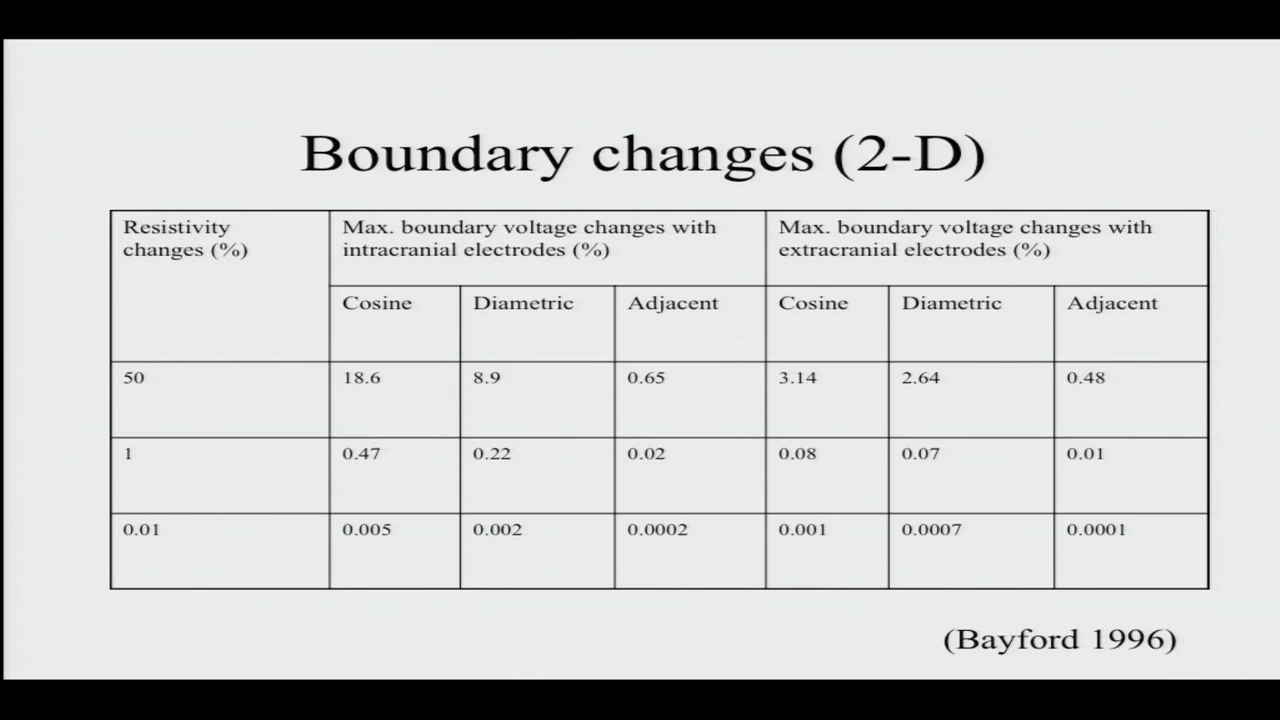 Boundary changes (2-D)
Resistivity
changes (%)
Max. boundary voltage changes with
intracranial electrodes (%)
Max. boundary voltage changes with
extracranial electrodes (%)
Cosine Diametric Adjacent Cosine Diametric Adjacent
50 18.6 8.9 0.65 3.14 2.64 0.48
1 0.47 0.22 0.02 0.08 0.07 0.01
0.01 0.005 0.002 0.0002 0.001 0.0007 0.0001
(Bayford 1996)